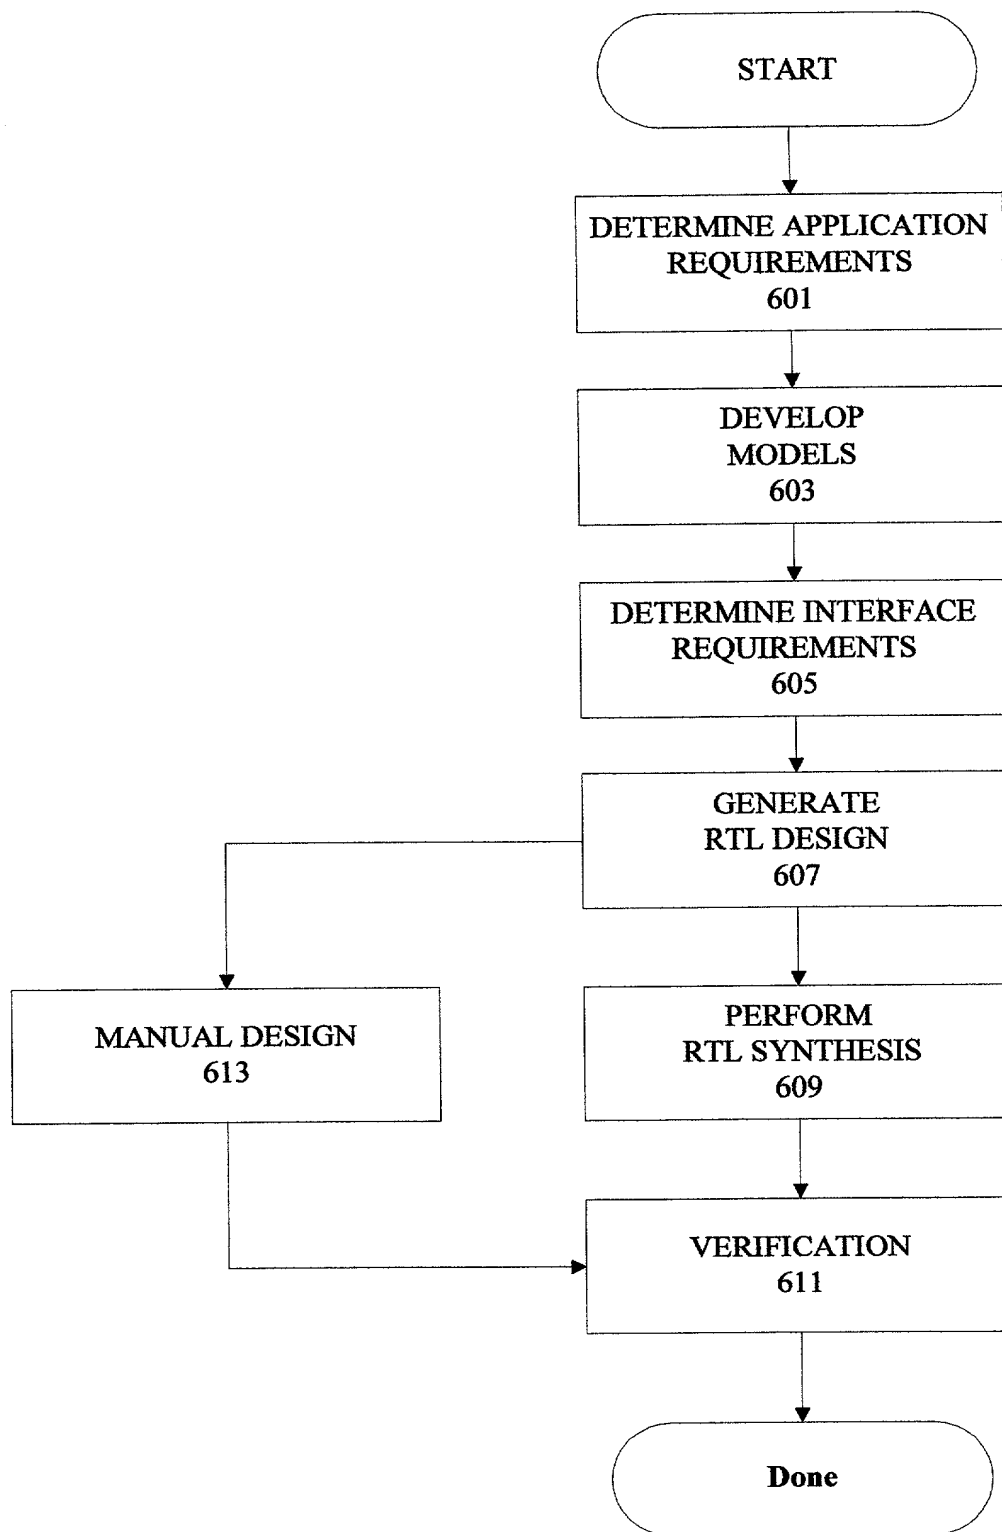 START
DETERMINE APPLICATION
REQUIREMENTS
601
DEVELOP
MODELS
603
DETERMINE INTERFACE
REQUIREMENTS
605
GENERATE
RTL DESIGN
607
MANUAL DESIGN
613
PERFORM
RTL SYNTHESIS
609
VERIFICATION
611
Done